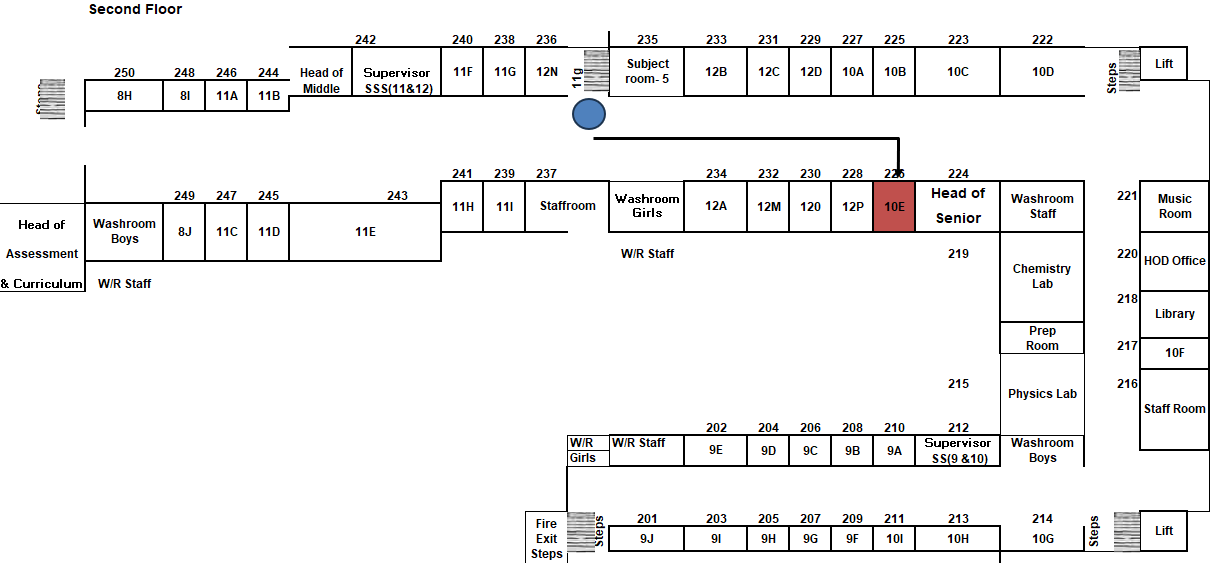 Second Floor
242
240
238
236
235
233
231
229
227
225
223
222
250
248
246
244
Head of
Middle
Supervisor
SSS(11&12)
11F
11G
12N
11g
Subject
room- 5
12B
12C
12D
10A
10B
10C
10D
Steps
Lift
8H
8I
11A
11B
241
239
237
234
232
230
228
226
224
249
247
245
243
11H
11I
Staffroom
Washroom
Girls
12A
12M
120
12P
10E
Head of
Senior
Washroom
Staff
221
Music
Room
Head of
Assessment
& Curriculum
Washroom
Boys
8J
11C
11D
11E
W/R Staff
W/R Staff
219
Chemistry
Lab
220
HOD Office
218
Library
Prep
Room
217
10F
215
Physics Lab
216
Staff Room
202
204
206
208
210
212
W/R
Girls
W/R Staff
9E
9D
9C
9B
9A
Supervisor
SS(9 &10)
Washroom
Boys
201
203
205
207
209
211
213
214
Fire
Exit
Steps
Steps
9J
9I
9H
9G
9F
10I
10H
10G
Steps
Lift